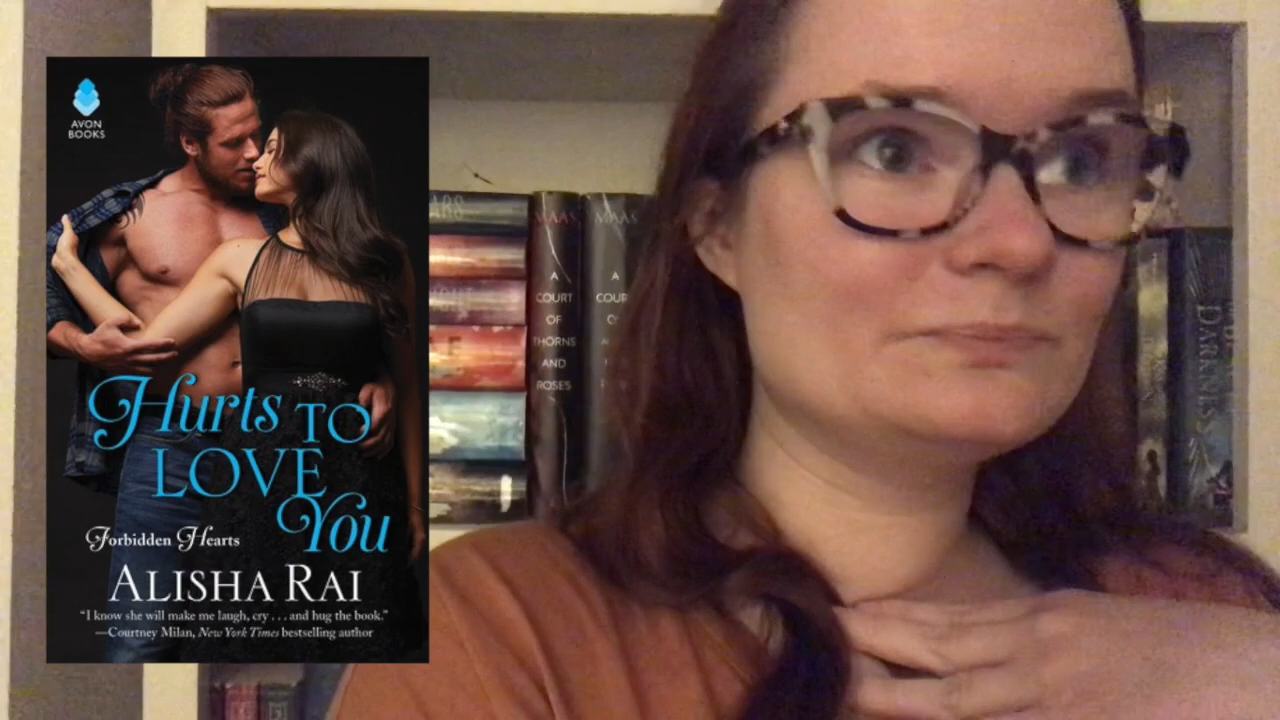 AVON
BOOKS
Hurts TO
LOVE
You
Forbidden Hearts
ALISHA RAI
“I know she will make me laugh, cry . . . and hug the book.”
—Courtney Milan, New York Times bestselling author
MAAS
A
COURT
OF
THORNS
AND
ROSES
MAAS
A
DARKNESS